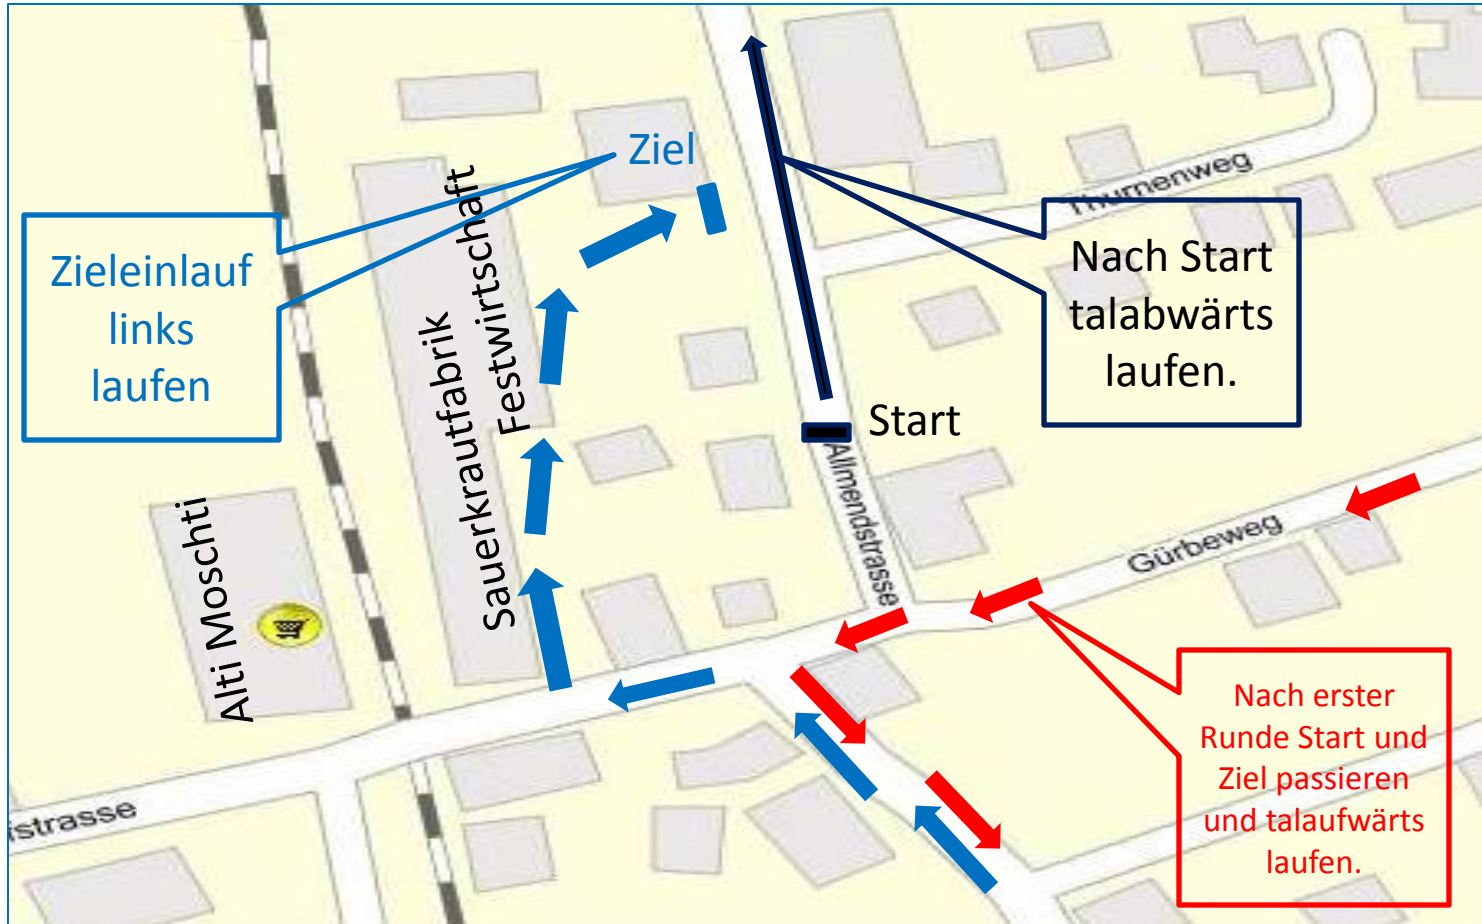 Ziel
Zieleinlauf
links
laufen
Festwirtschaft
Sauerkrautfabrik
Alti Moschti
Thurnenweg
Nach Start
talabwärts
laufen.
Start
Allmendstrasse
Gürbeweg
Nach erster
Runde Start und
Ziel passieren
und talaufwärts
laufen.
istrasse